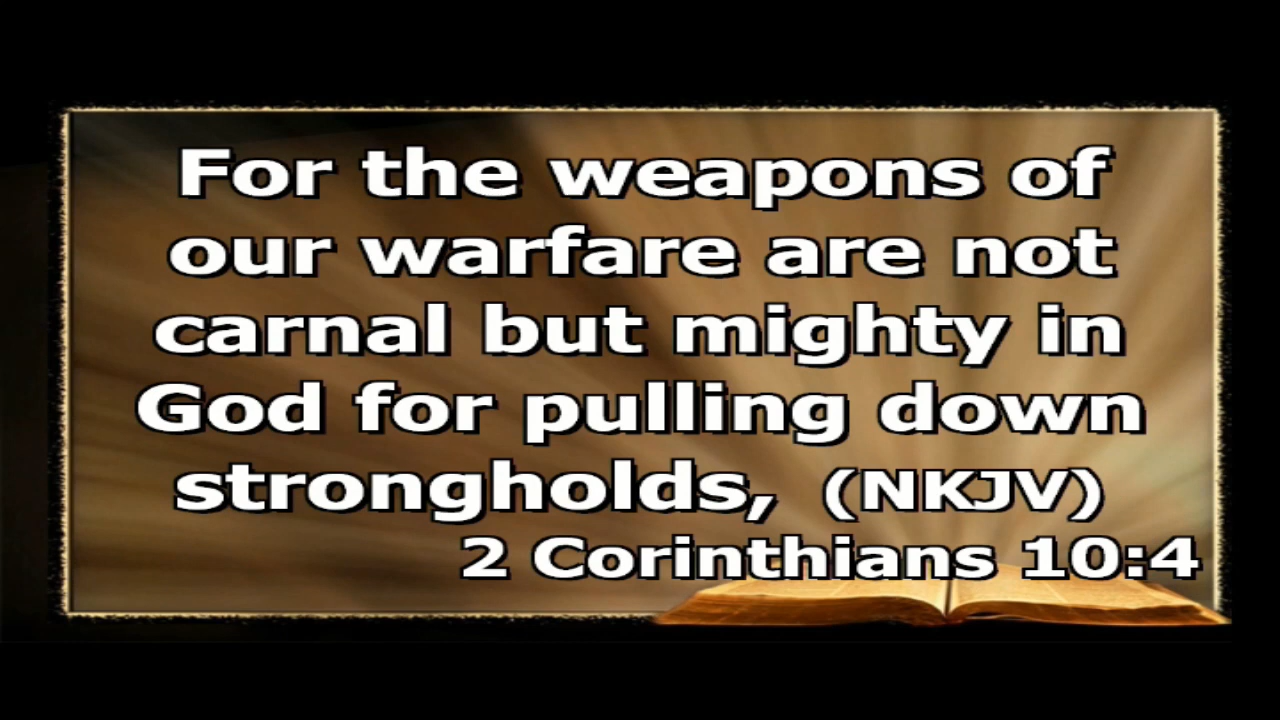 For the weapons of
our warfare are not
carnal but mighty in
God for pulling down
strongholds, (NKJV)
2 Corinthians 10:4